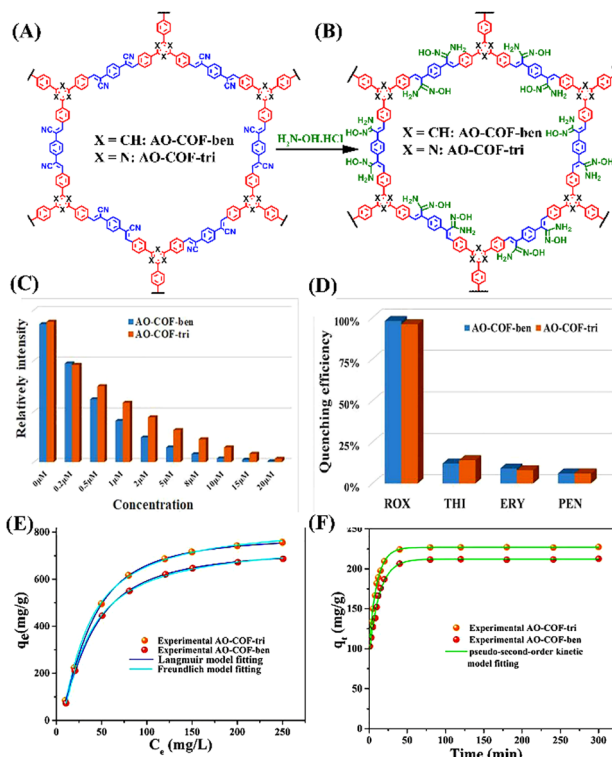 (A)
(B)
CN
X
X = CH: AO-COF-ben
X = N: AO-COF-tri
H₂N-OH.HCl
X = CH: AO-COF-ben
X = N: AO-COF-tri
HO-N
NH₂
N-OH
H₂N
(C)
AO-COF-ben
AO-COF-tri
Relatively intensity
0μM
0.2μM
0.5μM
1μM
2μM
5μM
8μM
10μM
15μM
20μM
Concentration
(D)
AO-COF-ben
AO-COF-tri
Quenching efficiency
100%
75%
50%
25%
0%
ROX
THI
ERY
PEN
(E)
qe(mg/g)
800
600
400
200
0
Experimental AO-COF-tri
Experimental AO-COF-ben
Langmuir model fitting
Freundlich model fitting
0
50
100
150
200
250
Cₑ (mg/L)
(F)
qₜ(mg/g)
250
200
150
100
50
0
Experimental AO-COF-tri
Experimental AO-COF-ben
pseudo-second-order kinetic
model fitting
0
50
100
150
200
250
300
Time (min)